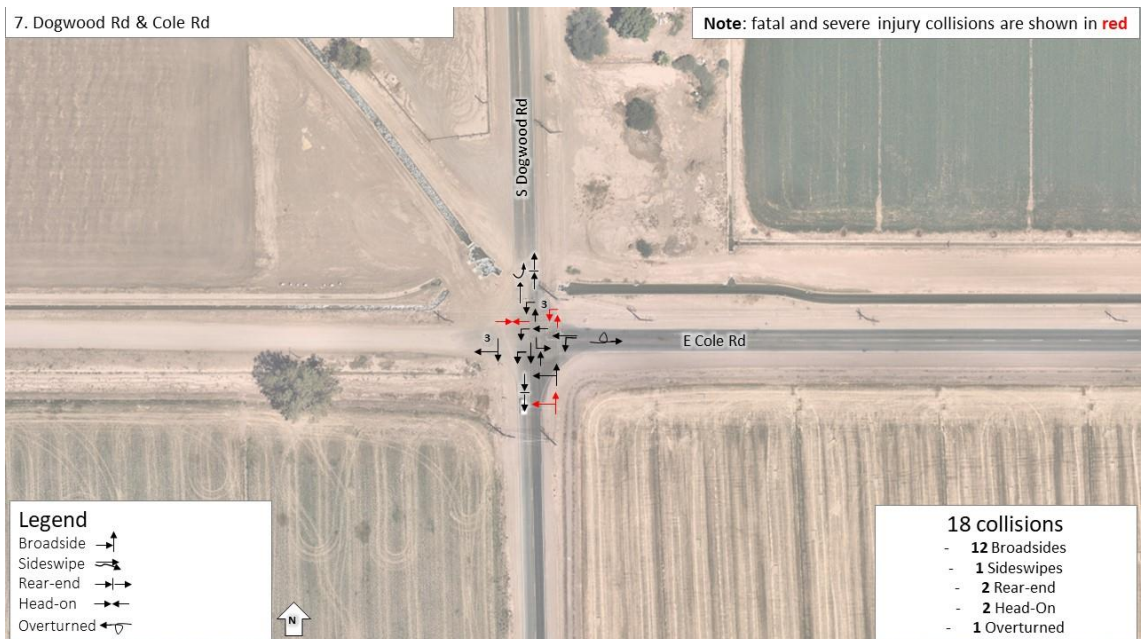 7. Dogwood Rd & Cole Rd
Note: fatal and severe injury collisions are shown in red
S Dogwood Rd
3
3
E Cole Rd
Legend
Broadside
Sideswipe
Rear-end
Head-on
Overturned
N
18 collisions
- 12 Broadsides
- 1 Sideswipes
- 2 Rear-end
- 2 Head-On
- 1 Overturned